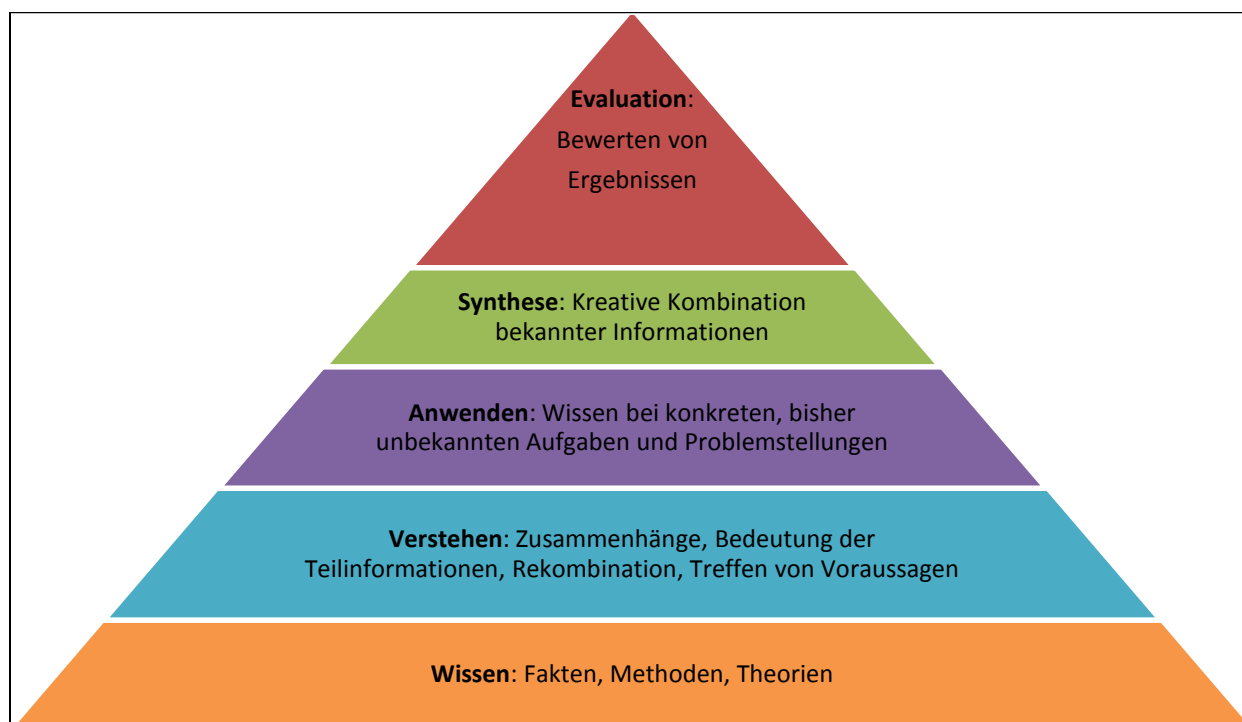 Evaluation:
Bewerten von
Ergebnissen
Synthese: Kreative Kombination
bekannter Informationen
Anwenden: Wissen bei konkreten, bisher
unbekannten Aufgaben und Problemstellungen
Verstehen: Zusammenhänge, Bedeutung der
Teilinformationen, Rekombination, Treffen von Voraussagen
Wissen: Fakten, Methoden, Theorien